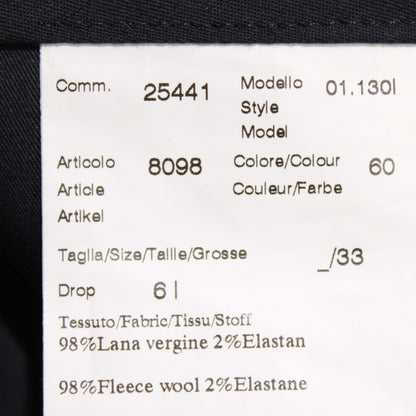 Comm. 25441 Modello 01.130l
Style
Model
Articolo 8098 Colore/Colour 60
Article Couleur/Farbe
Artikel
Taglia/Size/Taille/Grosse _/33
Drop 6 l
Tessuto/Fabric/Tissu/Stoff
98%Lana vergine 2%Elastan
98%Fleece wool 2%Elastane